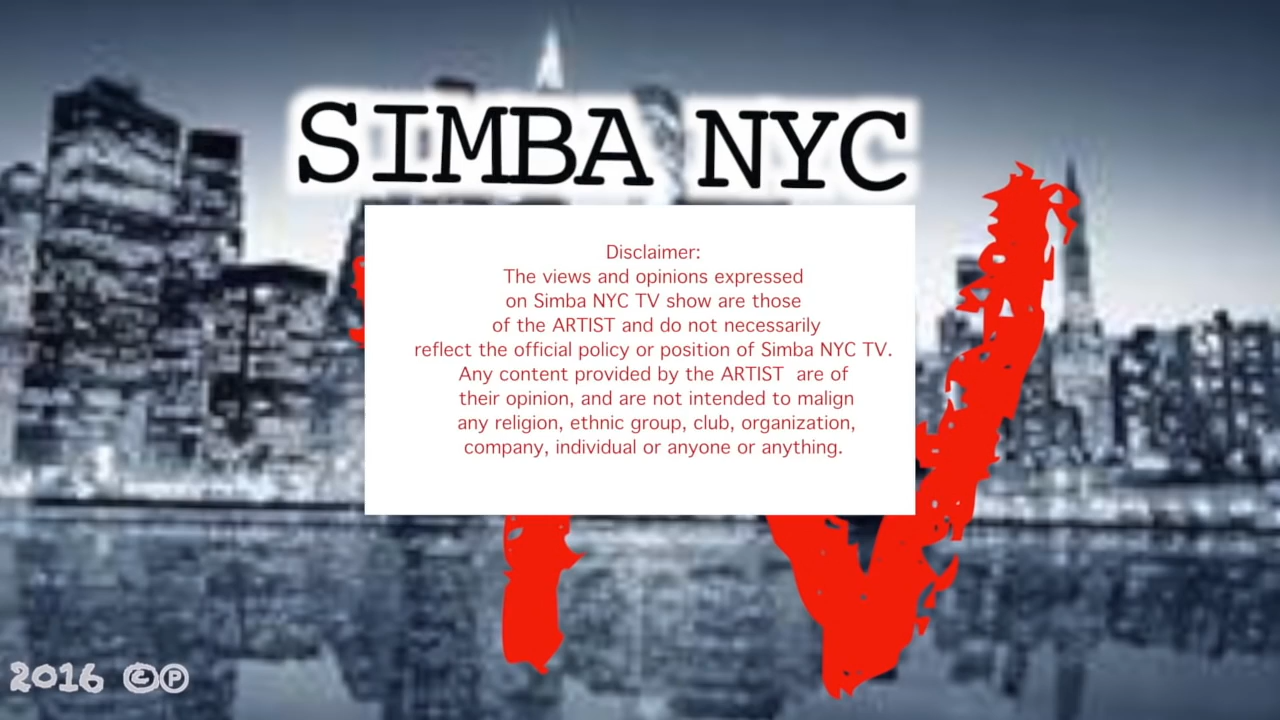 SIMBA NYC
Disclaimer:
The views and opinions expressed
on Simba NYC TV show are those
of the ARTIST and do not necessarily
reflect the official policy or position of Simba NYC TV.
Any content provided by the ARTIST are of
their opinion, and are not intended to malign
any religion, ethnic group, club, organization,
company, individual or anyone or anything.
2016 ©℗